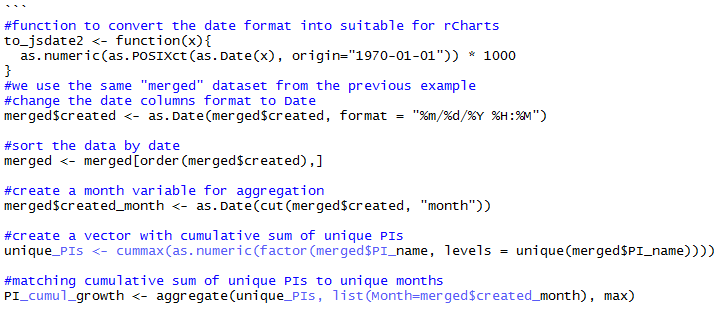 ```
#function to convert the date format into suitable for rCharts
to_jsdate2 <- function(x){
  as.numeric(as.POSIXct(as.Date(x), origin="1970-01-01")) * 1000
}
#we use the same "merged" dataset from the previous example
#change the date columns format to Date
merged$created <- as.Date(merged$created, format = "%m/%d/%Y %H:%M")
#sort the data by date
merged <- merged[order(merged$created),]
#create a month variable for aggregation
merged$created_month <- as.Date(cut(merged$created, "month"))
#create a vector with cumulative sum of unique PIs
unique_PIs <- cummax(as.numeric(factor(merged$PI_name, levels = unique(merged$PI_name))))
#matching cumulative sum of unique PIs to unique months
PI_cumul_growth <- aggregate(unique_PIs, list(Month=merged$created_month), max)